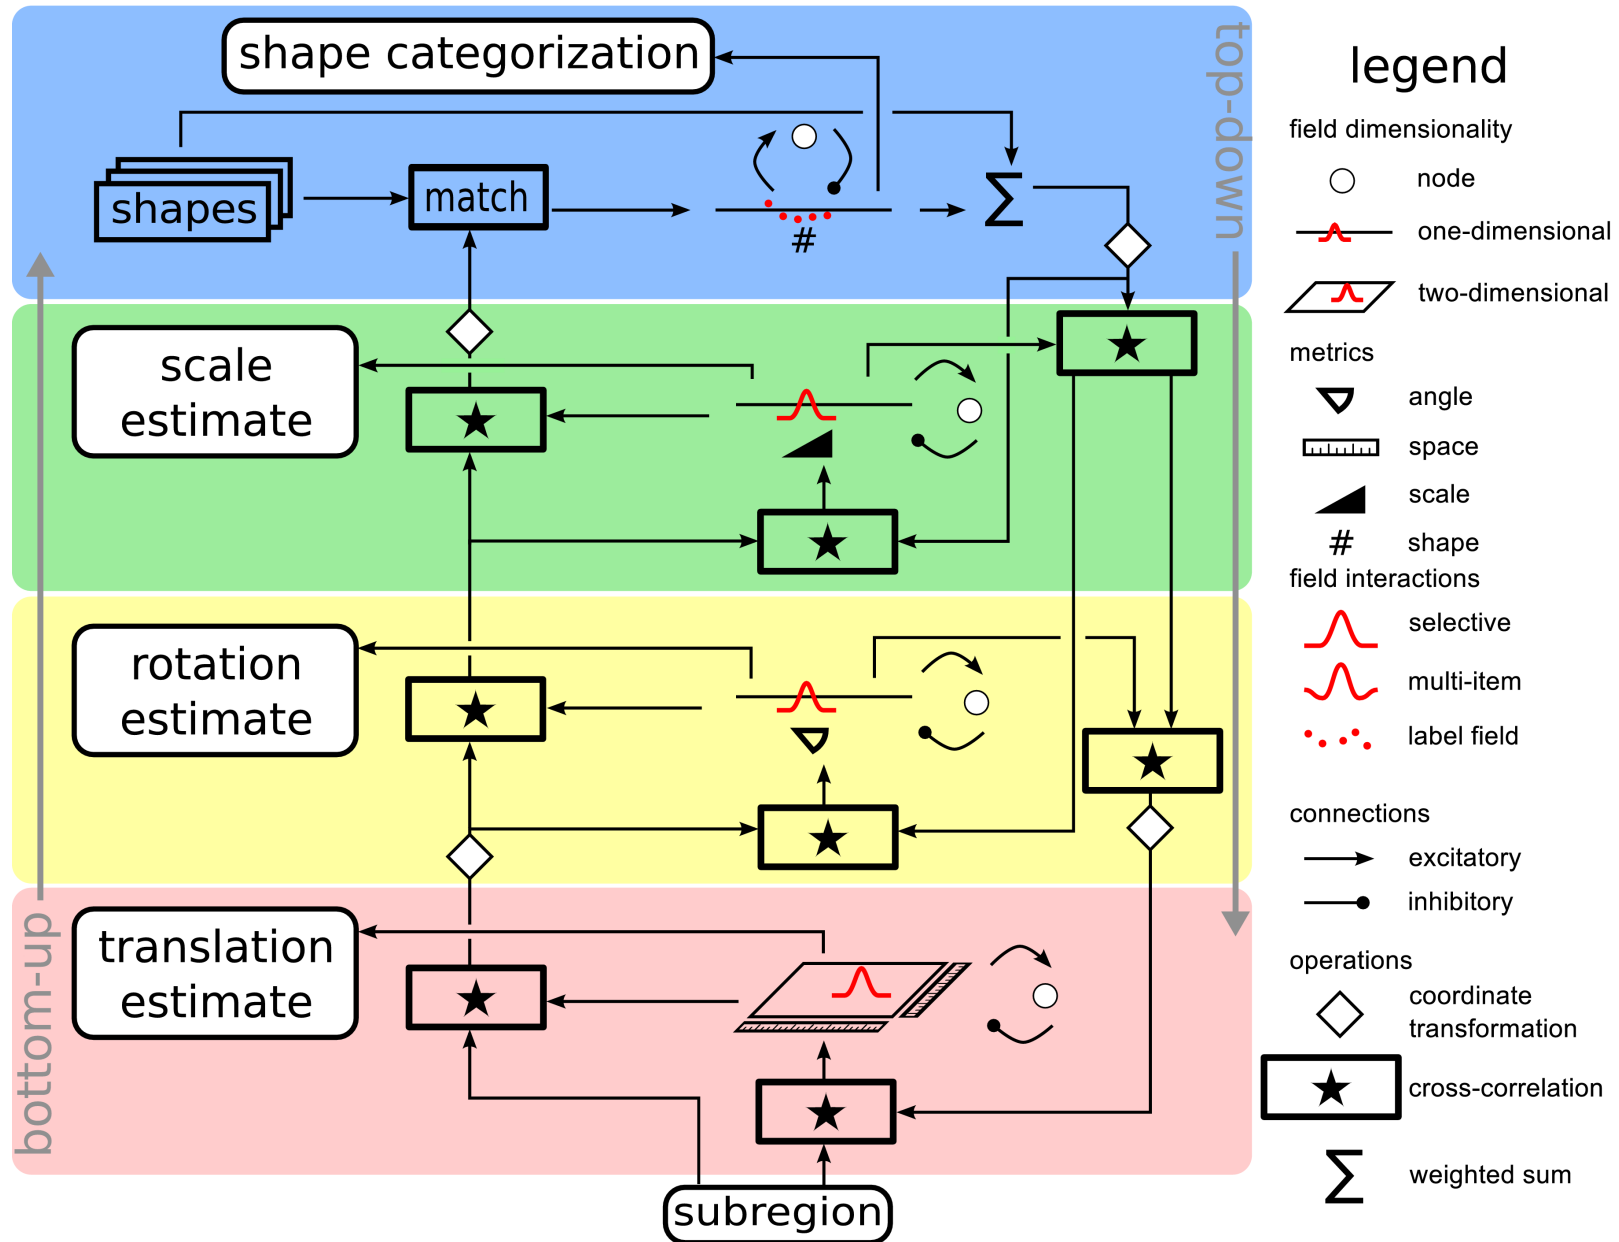 shape categorization
shapes
match
#
Σ
top-down
scale
estimate
rotation
estimate
translation
estimate
bottom-up
subregion
legend
field dimensionality
node
one-dimensional
two-dimensional
metrics
angle
space
scale
# shape
field interactions
selective
multi-item
label field
connections
excitatory
inhibitory
operations
coordinate
transformation
cross-correlation
Σ weighted sum